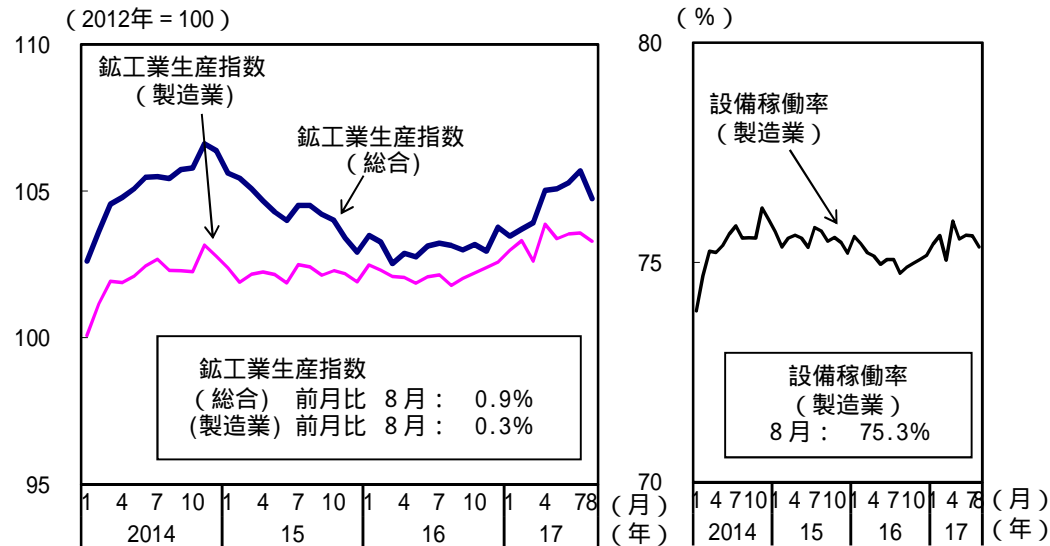 （2012年＝100）
110
105
100
95
鉱工業生産指数
（製造業)
鉱工業生産指数
（総合）
鉱工業生産指数
（総合） 前月比 8月： 0.9%
(製造業) 前月比 8月： 0.3%
1 4 7 10 1 4 7 10 1 4 7 10 1 4 78 （月）
2014 15 16 17 （年）
（%）
80
75
70
設備稼働率
（製造業）
設備稼働率
（製造業）
8月： 75.3%
1 4 7 10 1 4 7 10 1 4 7 10 1 4 7 8 （月）
2014 15 16 17 （年）